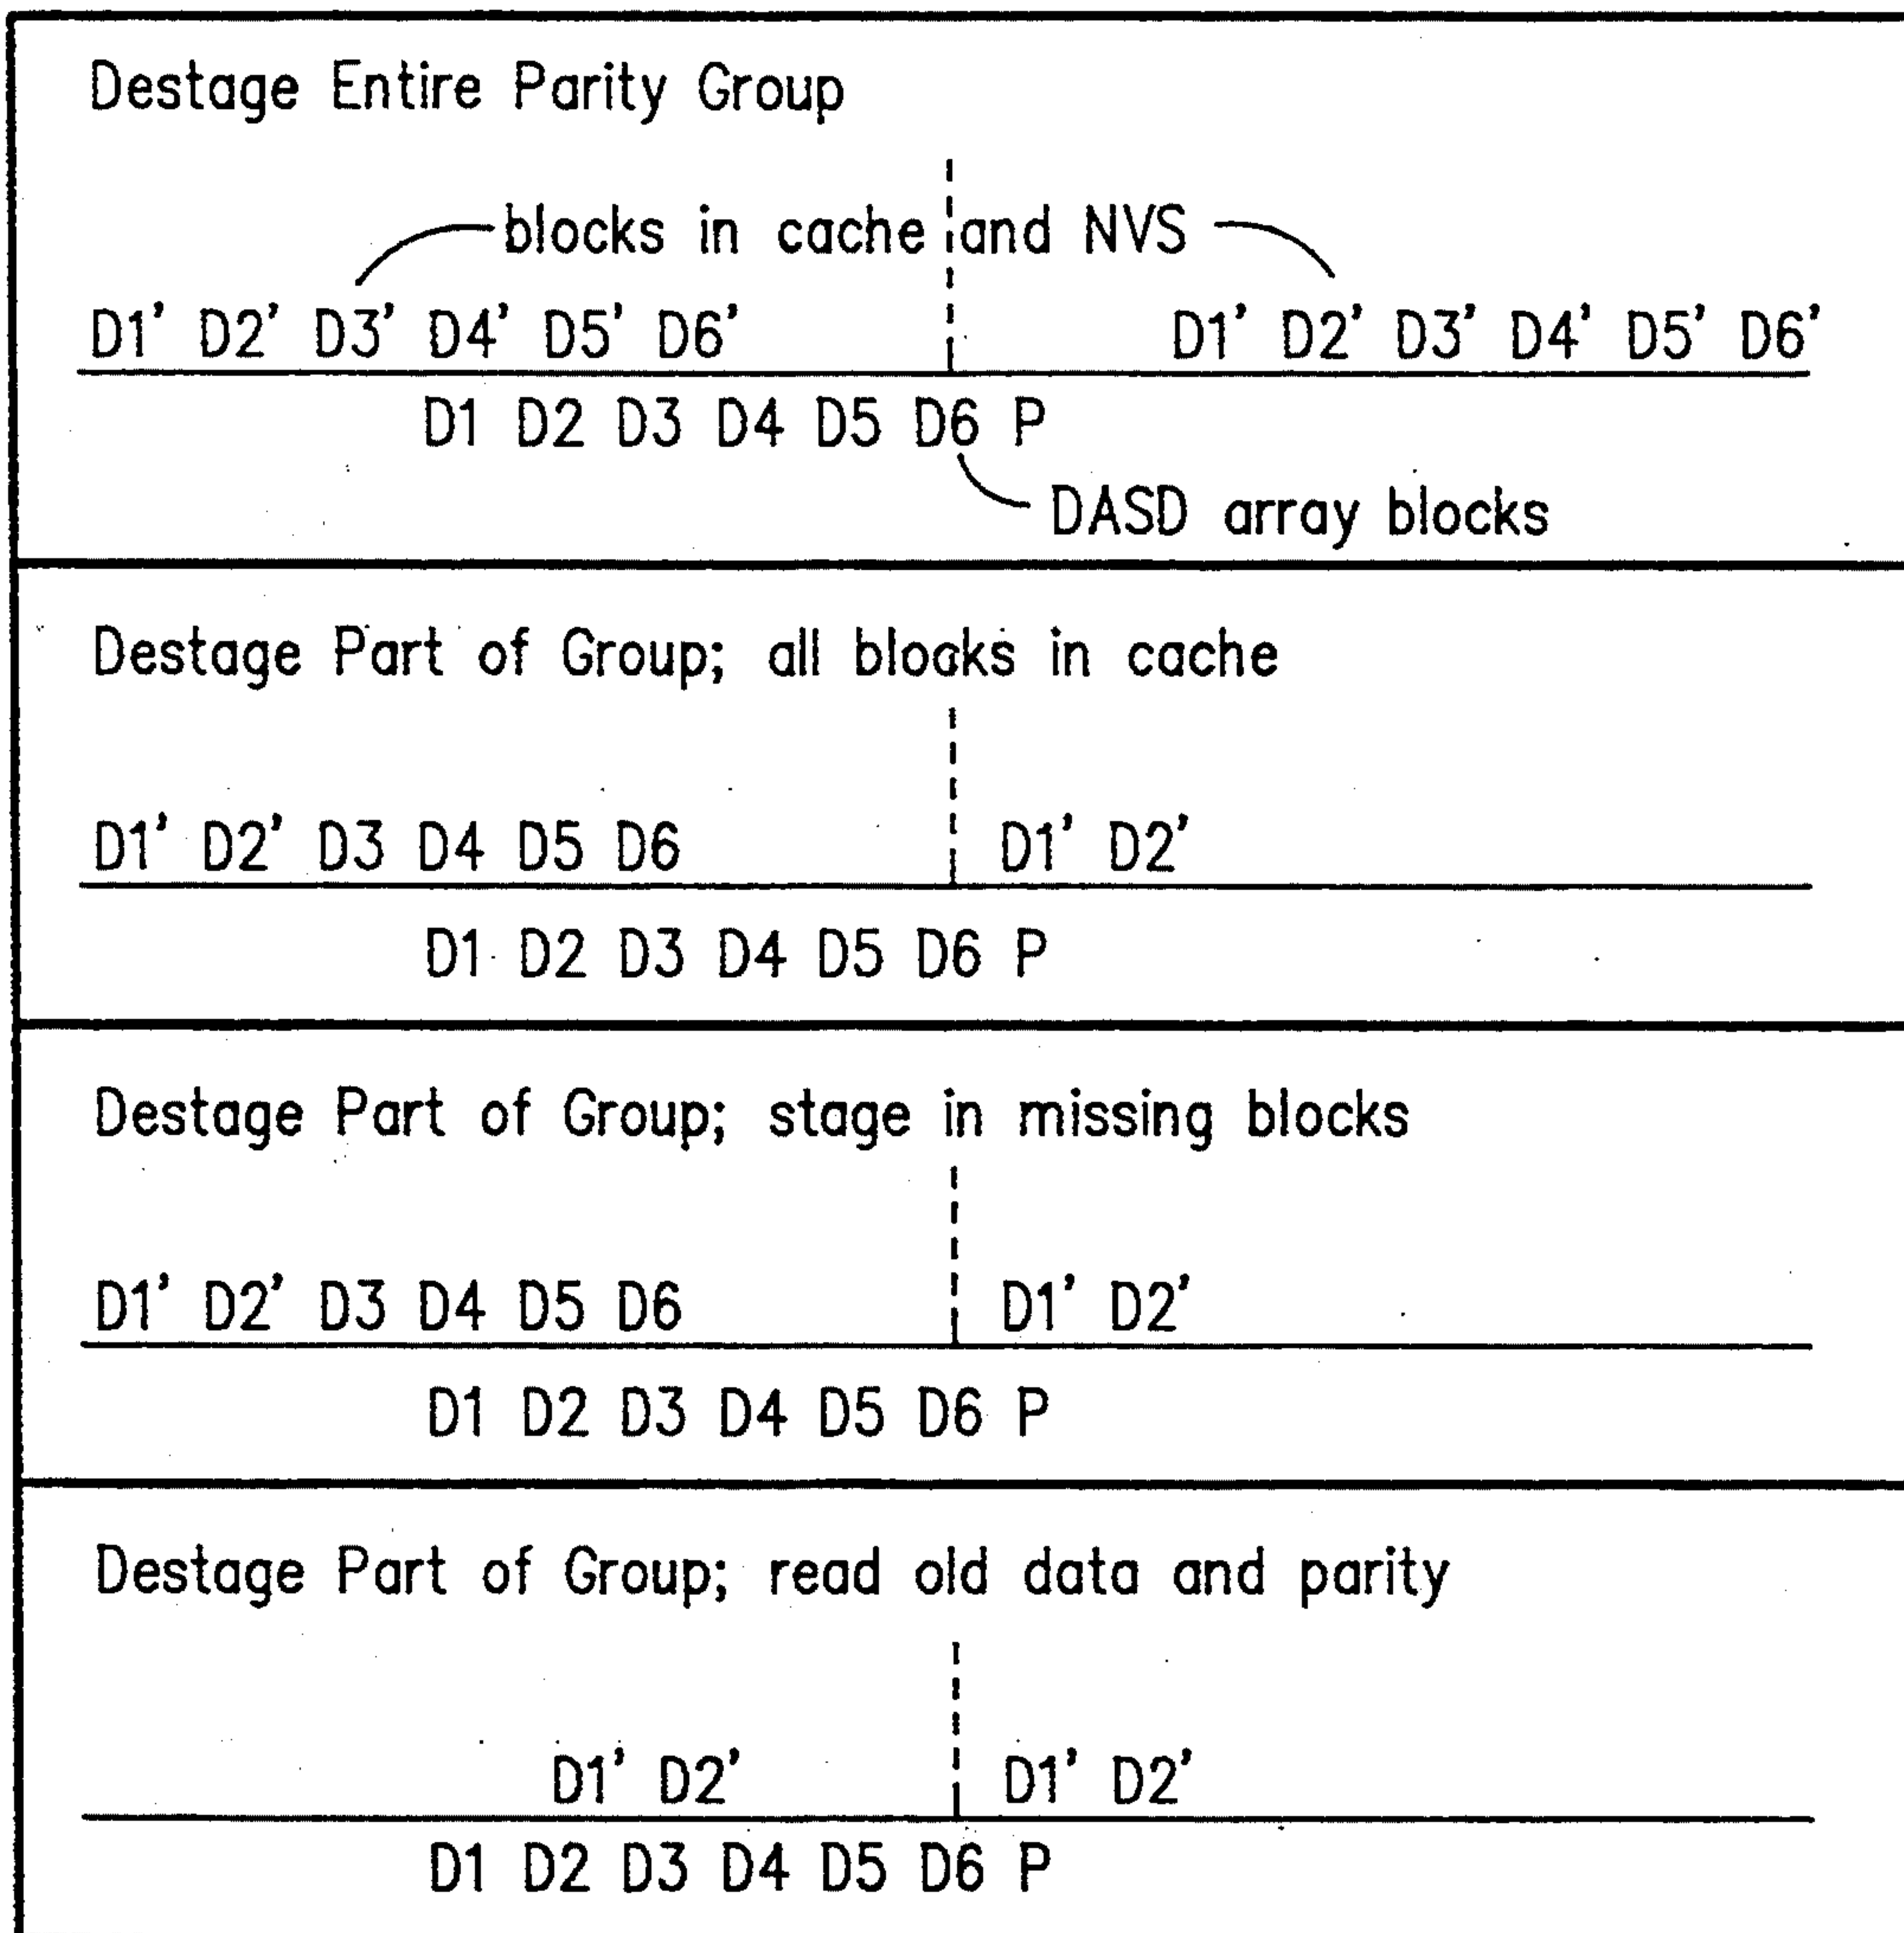 Destage Entire Parity Group
blocks in cache and NVS
D1' D2' D3' D4' D5' D6' D1' D2' D3' D4' D5' D6'
D1 D2 D3 D4 D5 D6 P
DASD array blocks
Destage Part of Group; all blocks in cache
D1' D2' D3 D4 D5 D6 D1' D2'
D1 D2 D3 D4 D5 D6 P
Destage Part of Group; stage in missing blocks
D1' D2' D3 D4 D5 D6 D1' D2'
D1 D2 D3 D4 D5 D6 P
Destage Part of Group; read old data and parity
D1' D2' D1' D2'
D1 D2 D3 D4 D5 D6 P